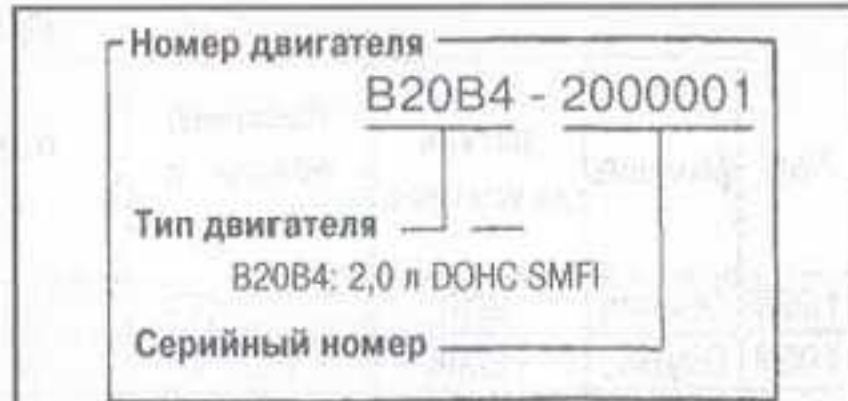 Номер двигателя
B20B4 - 2000001
Тип двигателя
B20B4: 2,0 л DOHC SMFI
Серийный номер